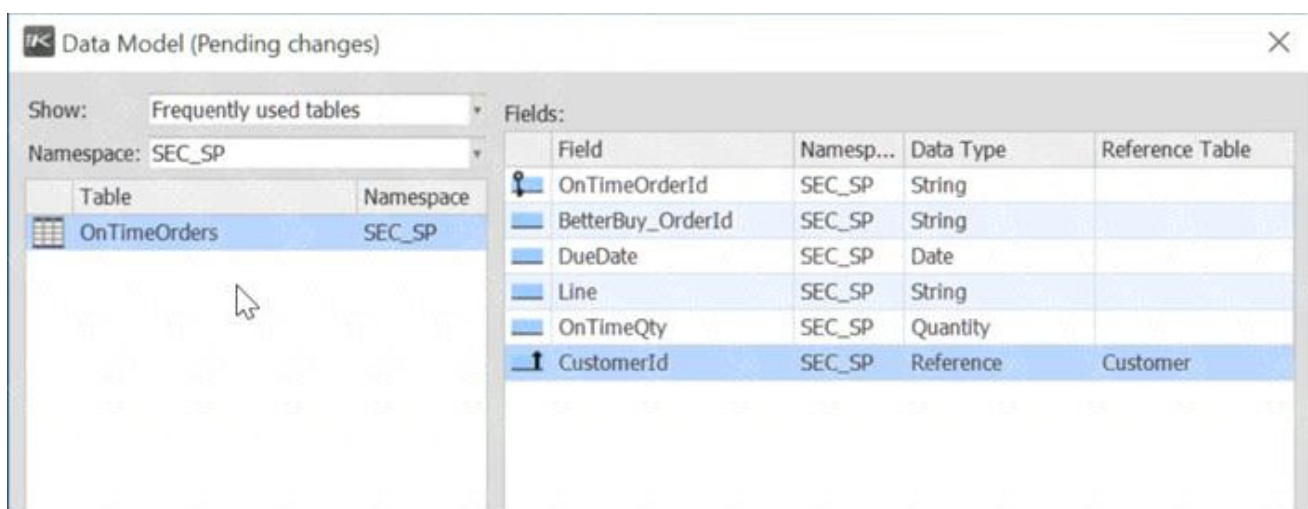 Data Model (Pending changes)
Show: Frequently used tables
Namespace: SEC_SP
Table Namespace
OnTimeOrders SEC_SP
Fields:
Field Namesp... Data Type Reference Table
OnTimeOrderId SEC_SP String
BetterBuy_OrderId SEC_SP String
DueDate SEC_SP Date
Line SEC_SP String
OnTimeQty SEC_SP Quantity
CustomerId SEC_SP Reference Customer